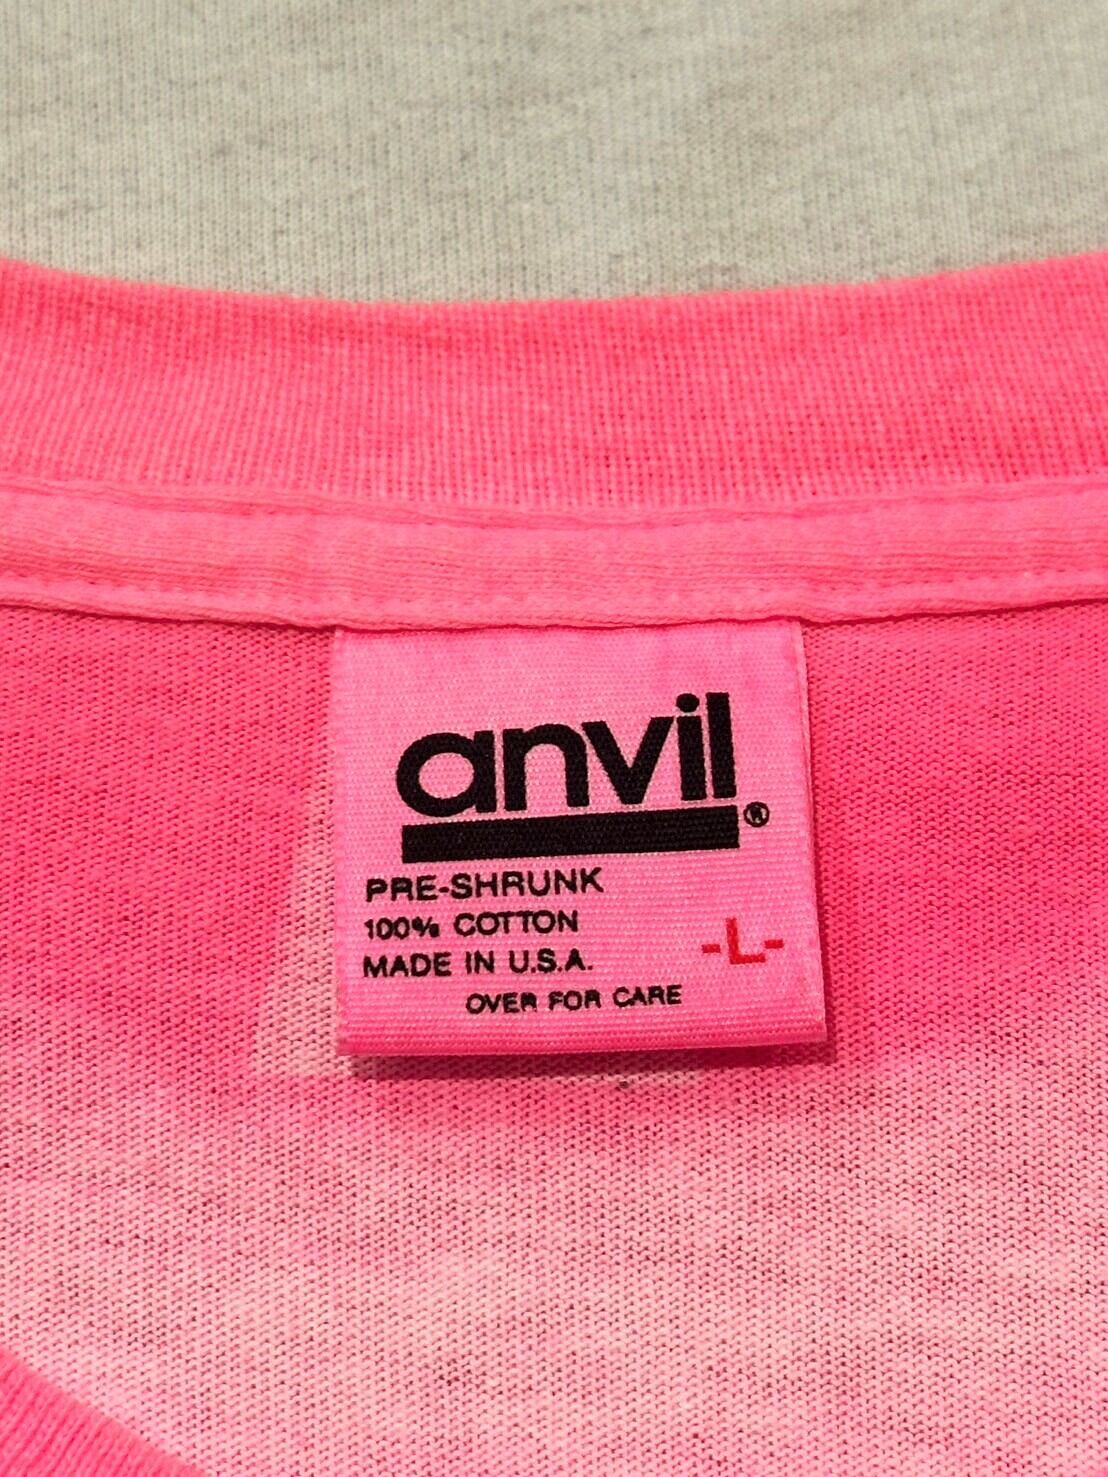 anvil®
PRE-SHRUNK
100% COTTON
MADE IN U.S.A.
-L-
OVER FOR CARE